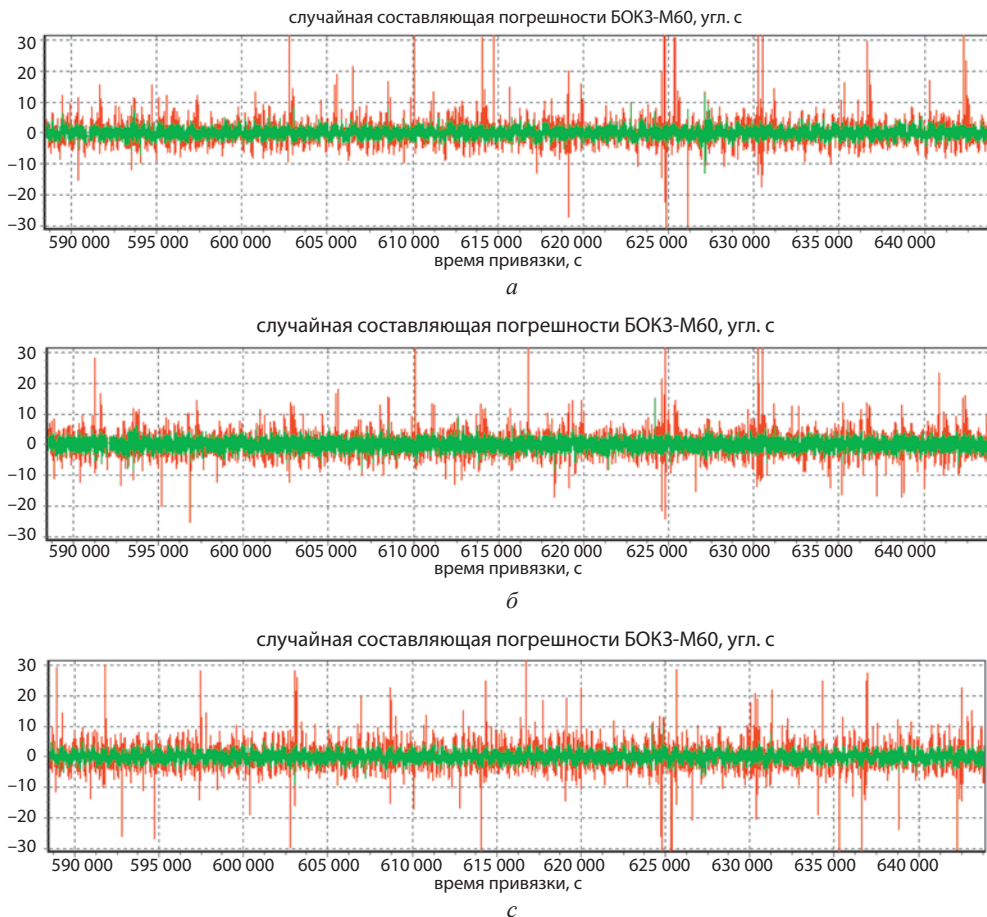 случайная составляющая погрешности БОКЗ-М60, угл. с
30
20
10
0
−10
−20
−30
590 000 595 000 600 000 605 000 610 000 615 000 620 000 625 000 630 000 635 000 640 000
время привязки, с
а
случайная составляющая погрешности БОКЗ-М60, угл. с
30
20
10
0
−10
−20
−30
590 000 595 000 600 000 605 000 610 000 615 000 620 000 625 000 630 000 635 000 640 000
время привязки, с
б
случайная составляющая погрешности БОКЗ-М60, угл. с
30
20
10
0
−10
−20
−30
590 000 595 000 600 000 605 000 610 000 615 000 620 000 625 000 630 000 635 000 640 000
время привязки, с
с